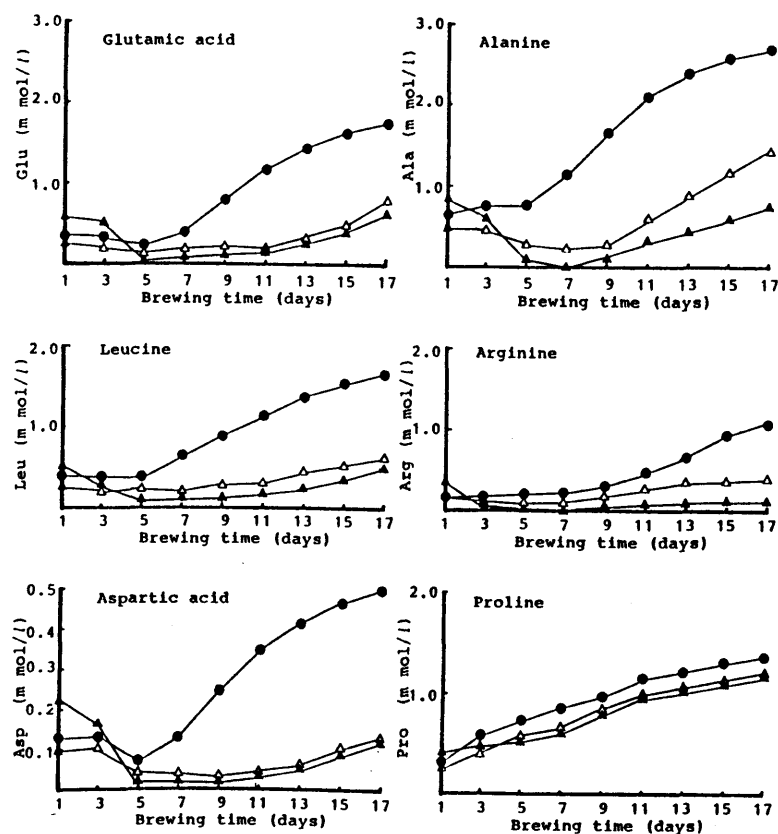 3.0
Glutamic acid
2.0
1.0
Glu (m mol/l)
1 3 5 7 9 11 13 15 17
Brewing time (days)
3.0
Alanine
2.0
1.0
Ala (m mol/l)
1 3 5 7 9 11 13 15 17
Brewing time (days)
2.0
Leucine
1.0
Leu (m mol/l)
1 3 5 7 9 11 13 15 17
Brewing time (days)
2.0
Arginine
1.0
Arg (m mol/l)
1 3 5 7 9 11 13 15 17
Brewing time (days)
0.5
Aspartic acid
0.4
0.3
0.2
0.1
Asp (m mol/l)
1 3 5 7 9 11 13 15 17
Brewing time (days)
2.0
Proline
1.0
Pro (m mol/l)
1 3 5 7 9 11 13 15 17
Brewing time (days)